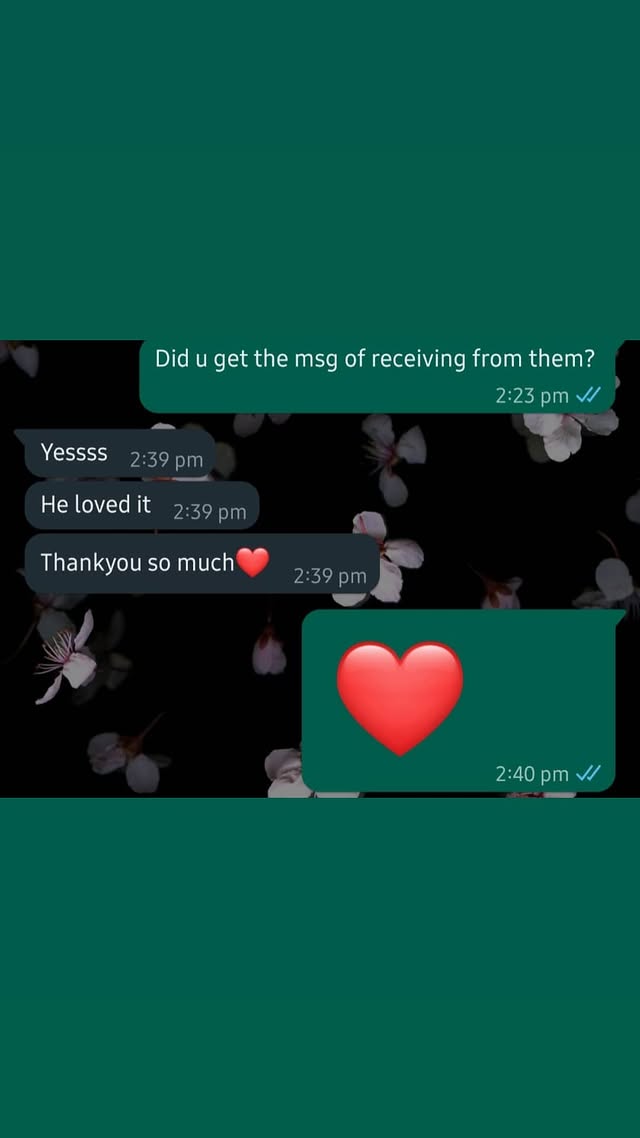 Did u get the msg of receiving from them?
2:23 pm
Yessss 2:39 pm
He loved it 2:39 pm
Thankyou so much❤️ 2:39 pm
❤️
2:40 pm